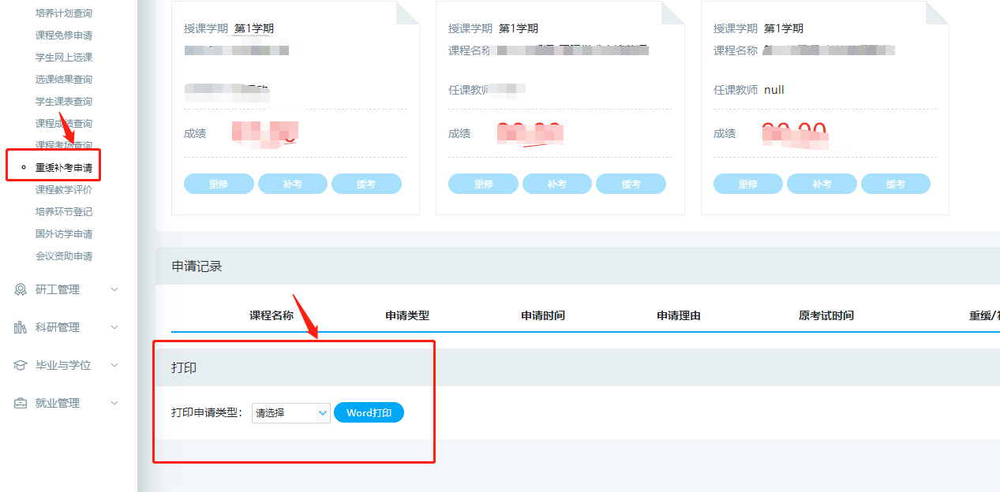 培养计划查询
课程免修申请
学生网上选课
选课结果查询
学生课表查询
课程成绩查询
课程考场查询
重缓补考申请
课程教学评价
培养环节登记
国外访学申请
会议资助申请
研工管理
科研管理
毕业与学位
就业管理
授课学期 第1学期
成绩
重修 补考 缓考
授课学期 第1学期
课程名称
任课教师
成绩
重修 补考 缓考
授课学期 第1学期
课程名称
任课教师 null
成绩
重修 补考 缓考
申请记录
课程名称 申请类型 申请时间 申请理由 原考试时间 重缓/
打印
打印申请类型： 请选择 Word打印